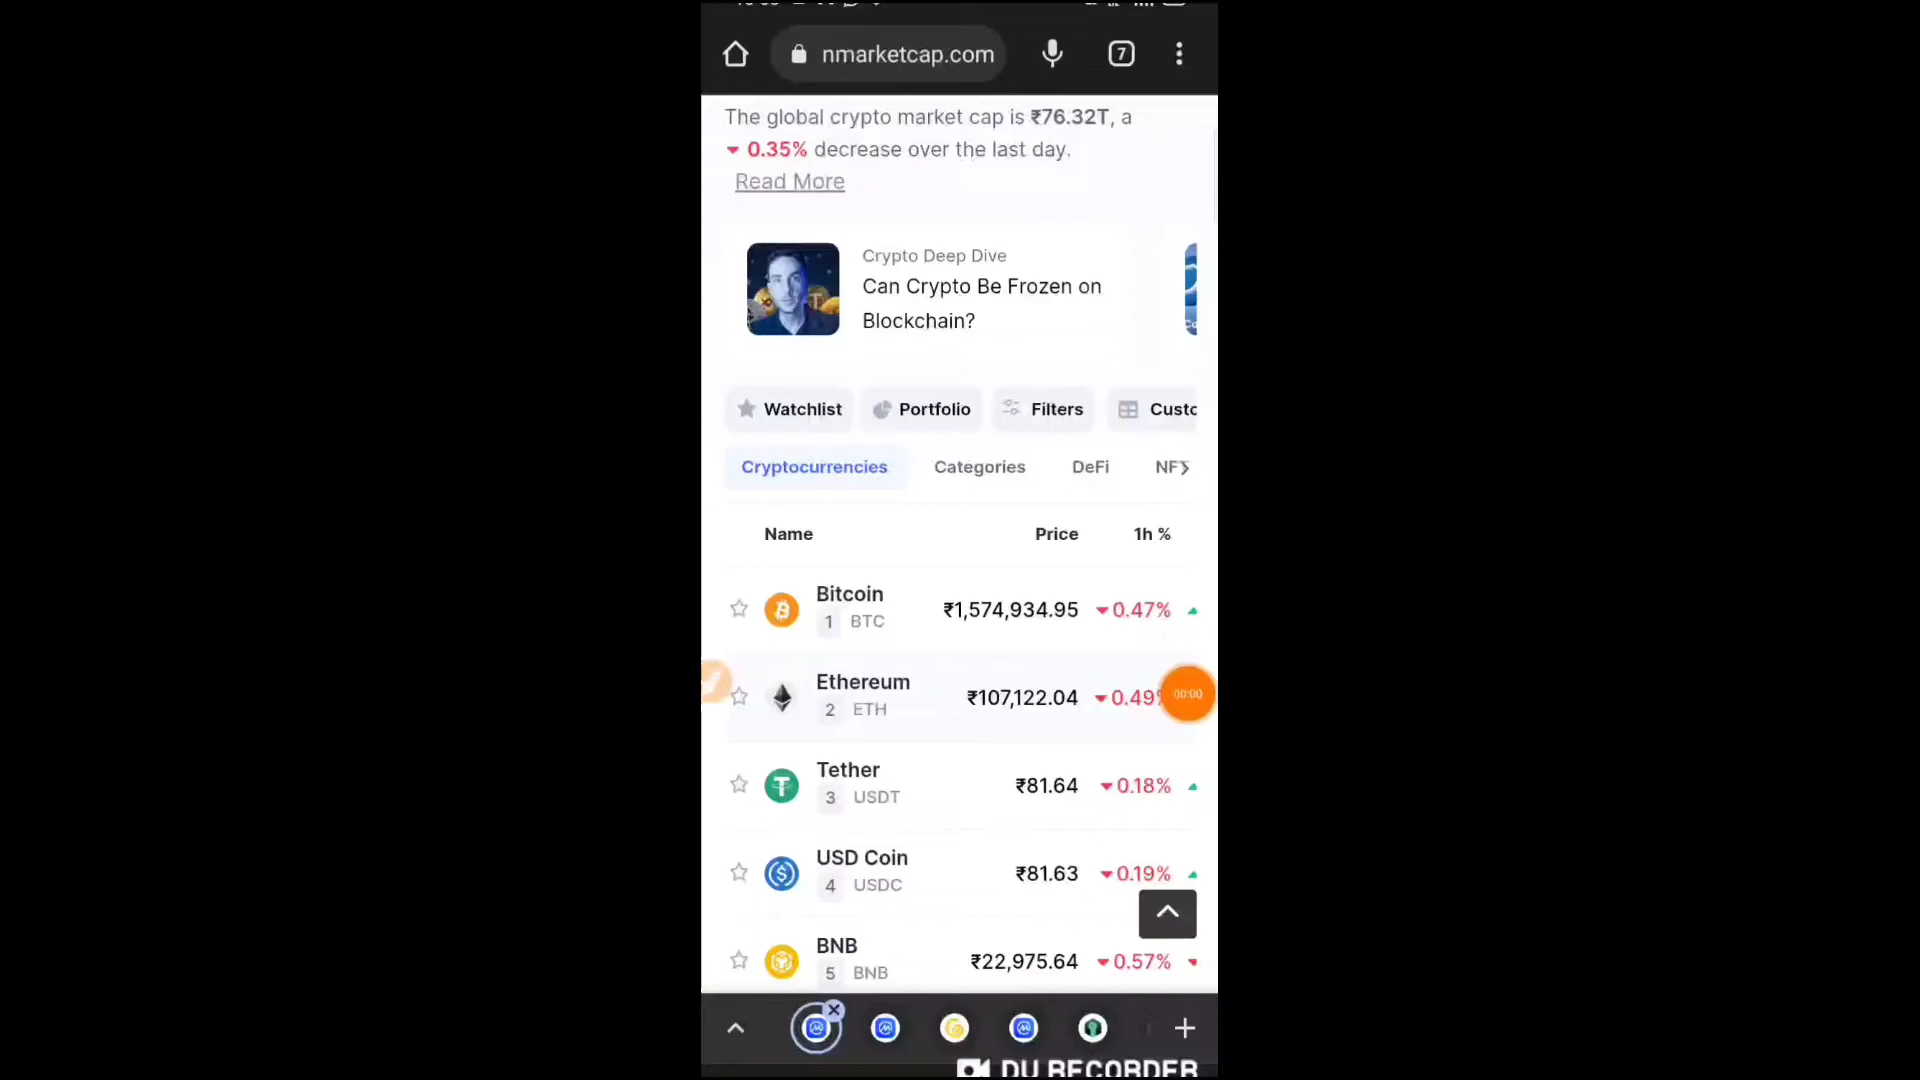 nmarketcap.com
7
The global crypto market cap is ₹76.32T, a
0.35% decrease over the last day.
Read More
Crypto Deep Dive
Can Crypto Be Frozen on
Blockchain?
Watchlist
Portfolio
Filters
Custo
Cryptocurrencies
Categories
DeFi
NFT
Name Price 1h %
Bitcoin
1 BTC
₹1,574,934.95
0.47%
Ethereum
2 ETH
₹107,122.04
0.49%
00:00
Tether
3 USDT
₹81.64
0.18%
USD Coin
4 USDC
₹81.63
0.19%
BNB
5 BNB
₹22,975.64
0.57%
DU RECORDER